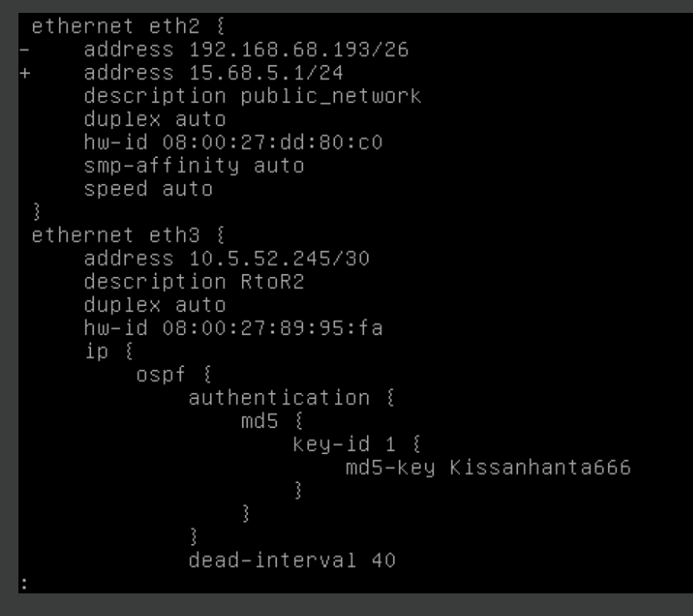 ethernet eth2 {
-    address 192.168.68.193/26
+    address 15.68.5.1/24
     description public_network
     duplex auto
     hw-id 08:00:27:dd:80:c0
     smp-affinity auto
     speed auto
 }
 ethernet eth3 {
     address 10.5.52.245/30
     description RtoR2
     duplex auto
     hw-id 08:00:27:89:95:fa
     ip {
         ospf {
             authentication {
                 md5 {
                     key-id 1 {
                         md5-key Kissanhanta666
                     }
                 }
             }
             dead-interval 40
: